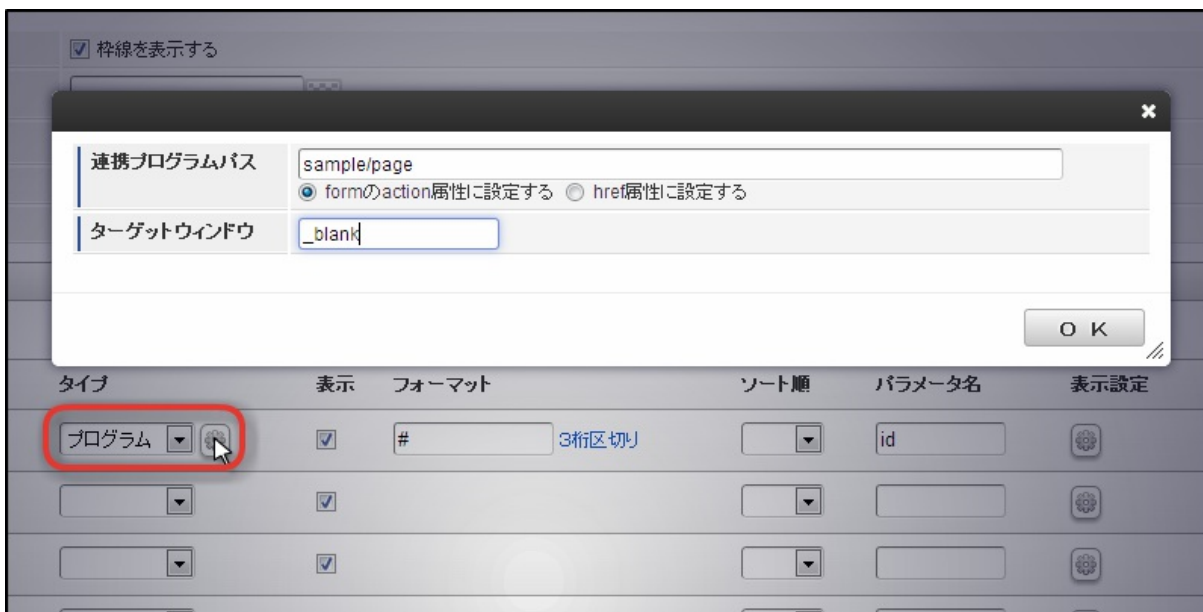 枠線を表示する
連携プログラムパス
sample/page
formのaction属性に設定する href属性に設定する
ターゲットウィンドウ
_blank
O K
タイプ 表示 フォーマット ソート順 パラメータ名 表示設定
プログラム # 3桁区切り id